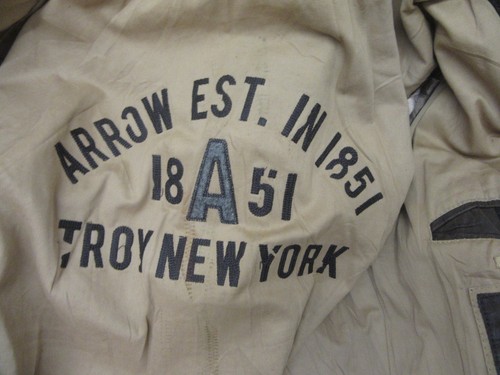 ARROW EST. IN 1851
18 A 51
TROY NEW YORK